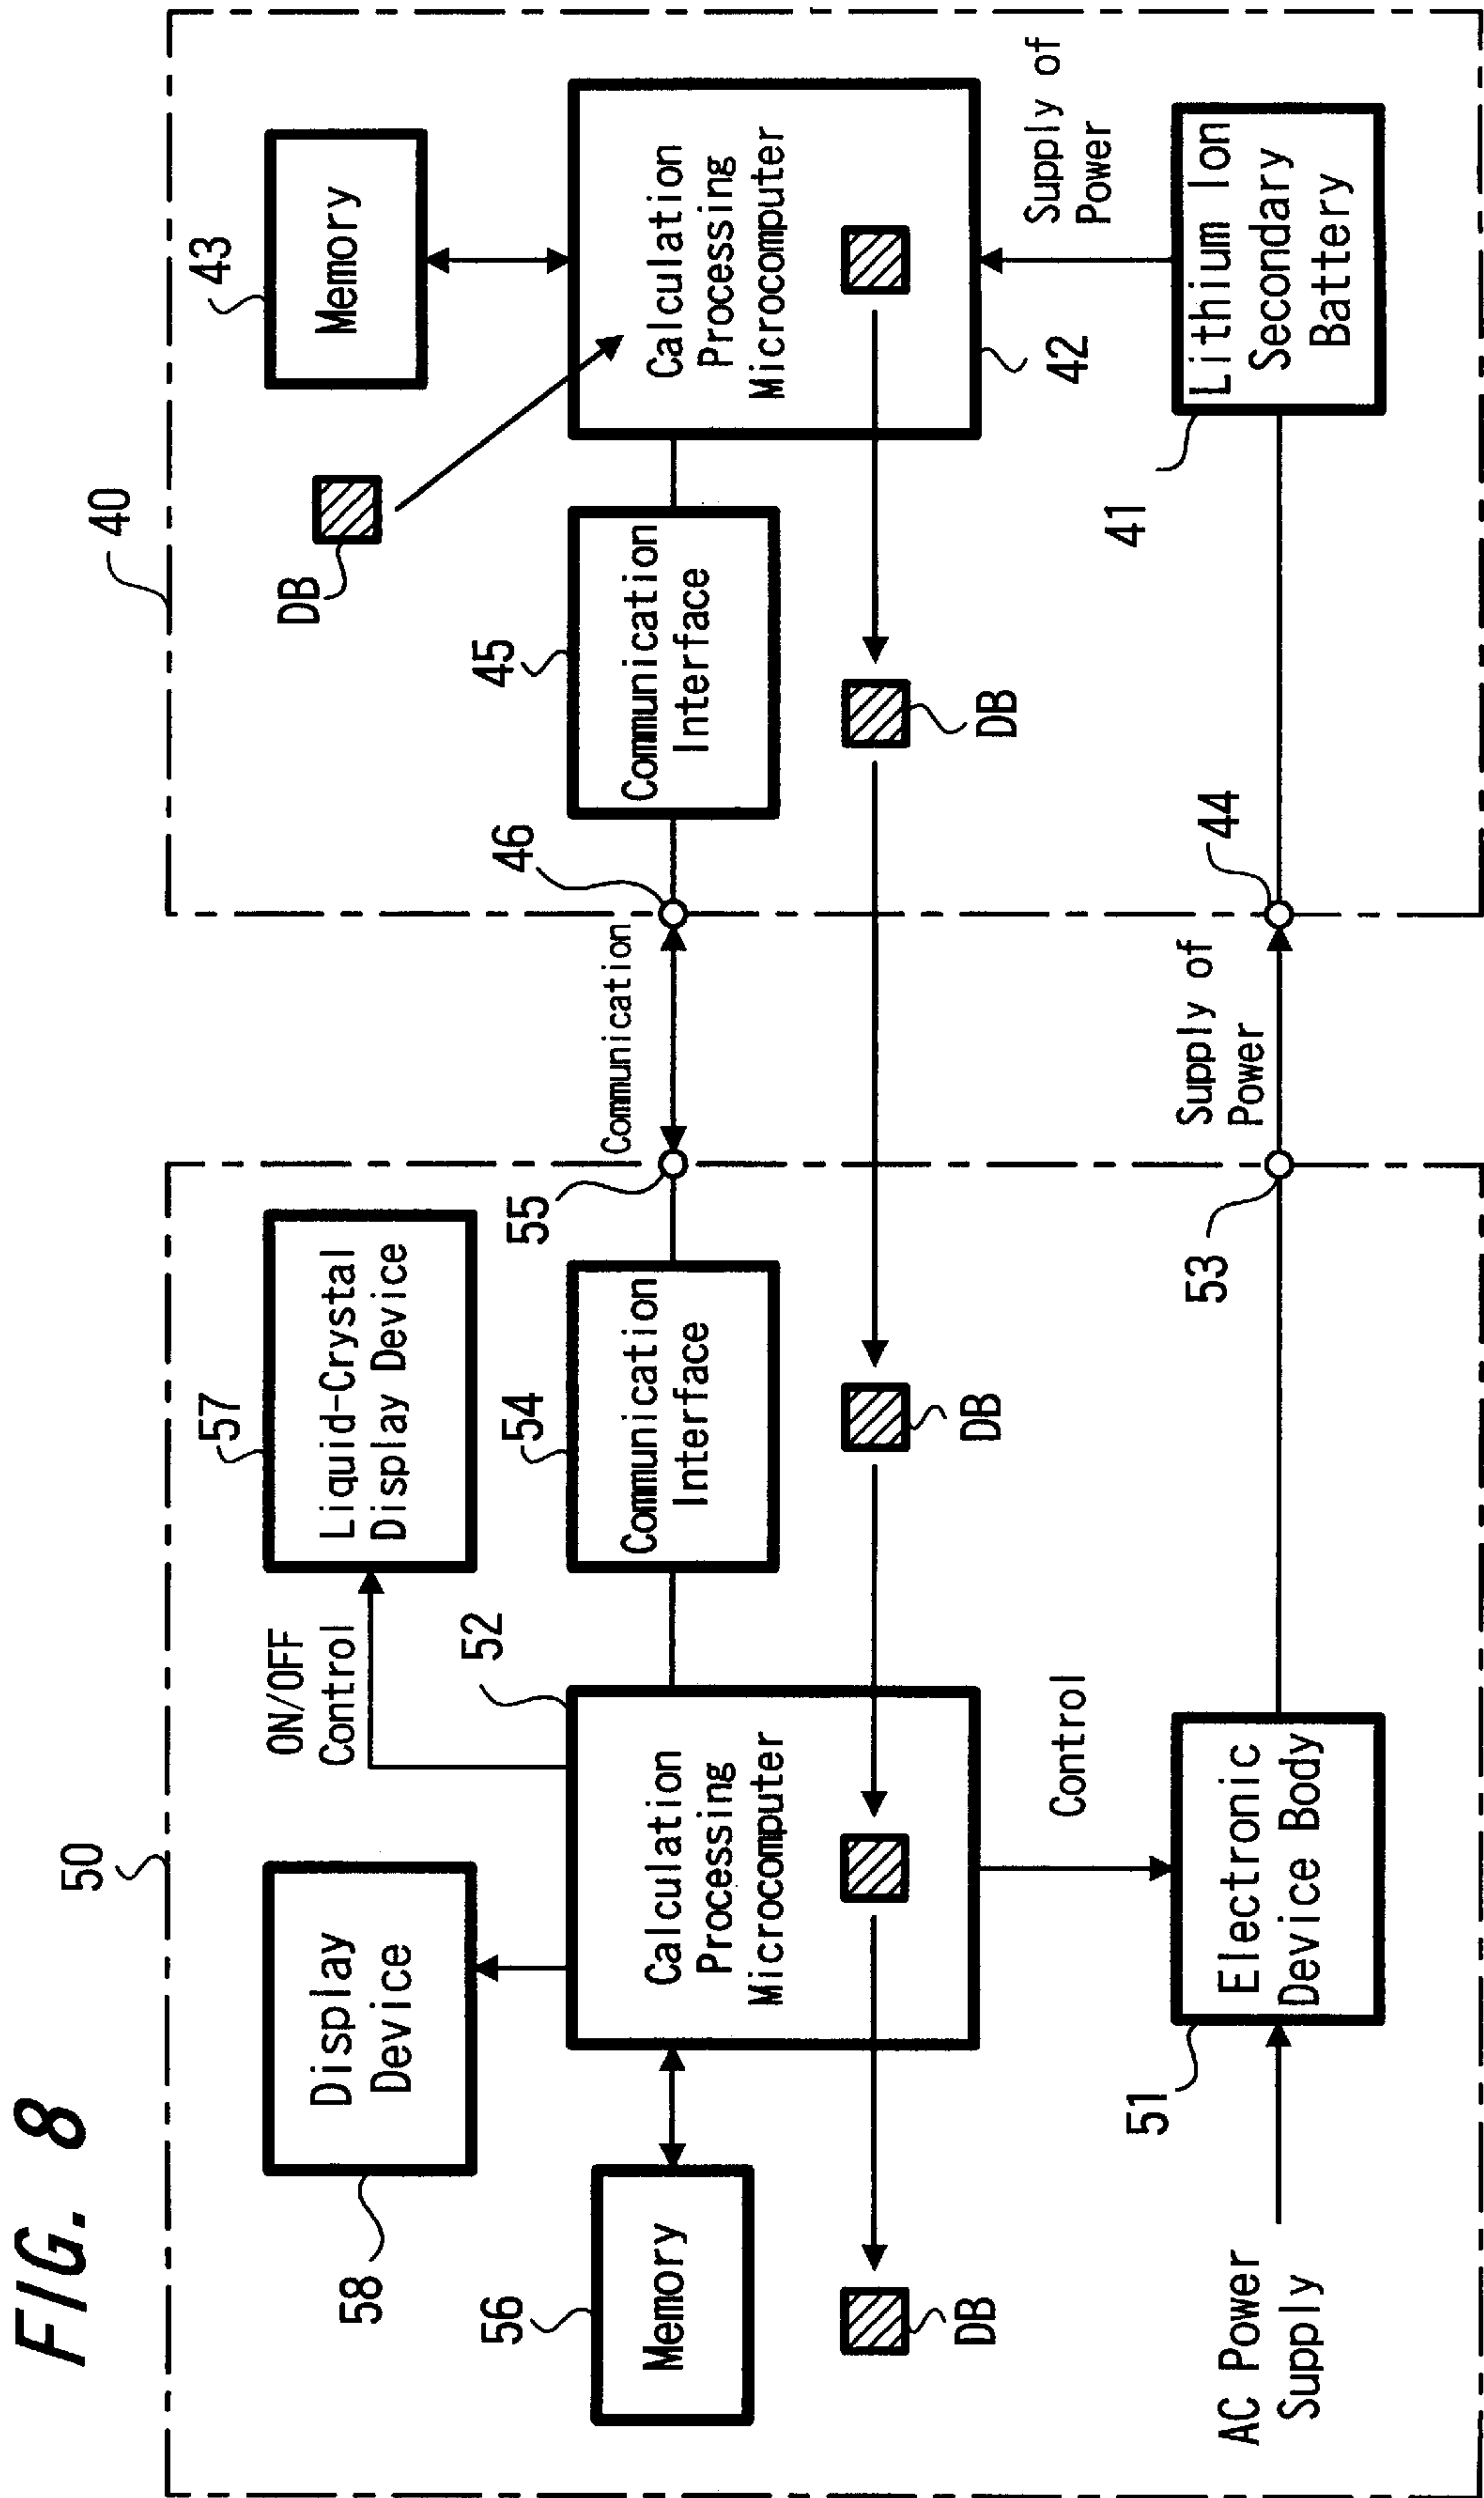 FIG. 8
50
40
58
Display
Device
ON/OFF
Control
57
Liquid-Crystal
Display Device
DB
43
Memory
56
Memory
52
Calculation
Processing
Microcomputer
54
Communication
Interface
55
Communication
46
45
Communication
Interface
Calculation
Processing
Microcomputer
42
DB
DB
DB
Control
Supply of
Power
AC Power
Supply
51
Electronic
Device Body
53
Supply of
Power
44
41
Lithium Ion
Secondary
Battery